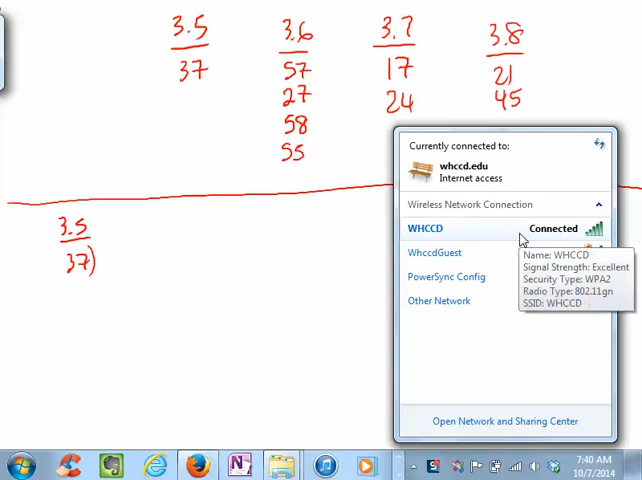 3.5 3.6 3.7 3.8
37 57 17 21
27 24 45
58
55
3.5
37)
Currently connected to:
whccd.edu
Internet access
Wireless Network Connection
WHCCD Connected
WhccdGuest
PowerSync Config
Other Network
Name: WHCCD
Signal Strength: Excellent
Security Type: WPA2
Radio Type: 802.11gn
SSID: WHCCD
Open Network and Sharing Center
7:40 AM
10/7/2014